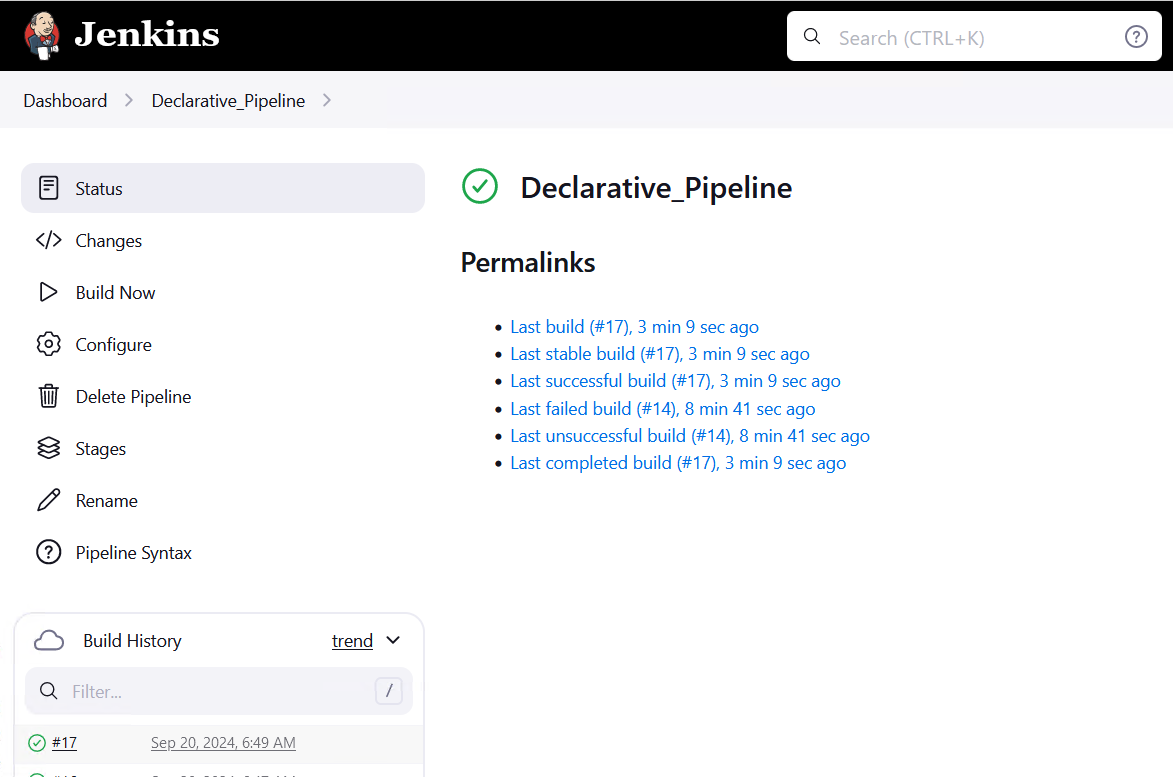 Jenkins
Search (CTRL+K)
Dashboard > Declarative_Pipeline >
Status
Changes
Build Now
Configure
Delete Pipeline
Stages
Rename
Pipeline Syntax
Declarative_Pipeline
Permalinks
Last build (#17), 3 min 9 sec ago
Last stable build (#17), 3 min 9 sec ago
Last successful build (#17), 3 min 9 sec ago
Last failed build (#14), 8 min 41 sec ago
Last unsuccessful build (#14), 8 min 41 sec ago
Last completed build (#17), 3 min 9 sec ago
Build History trend
Filter... /
#17 Sep 20, 2024, 6:49 AM